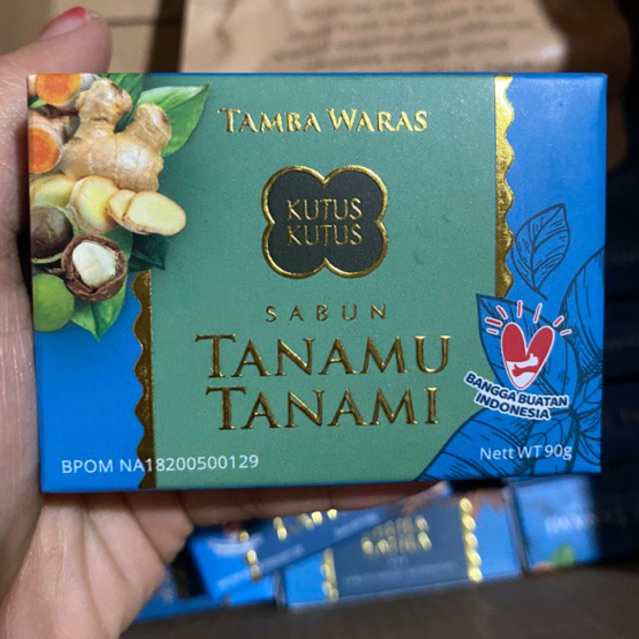 TAMBA WARAS
KUTUS
KUTUS
SABUN
TANAMU
TANAMI
BANGGA BUATAN
INDONESIA
BPOM NA18200500129
Nett WT 90g